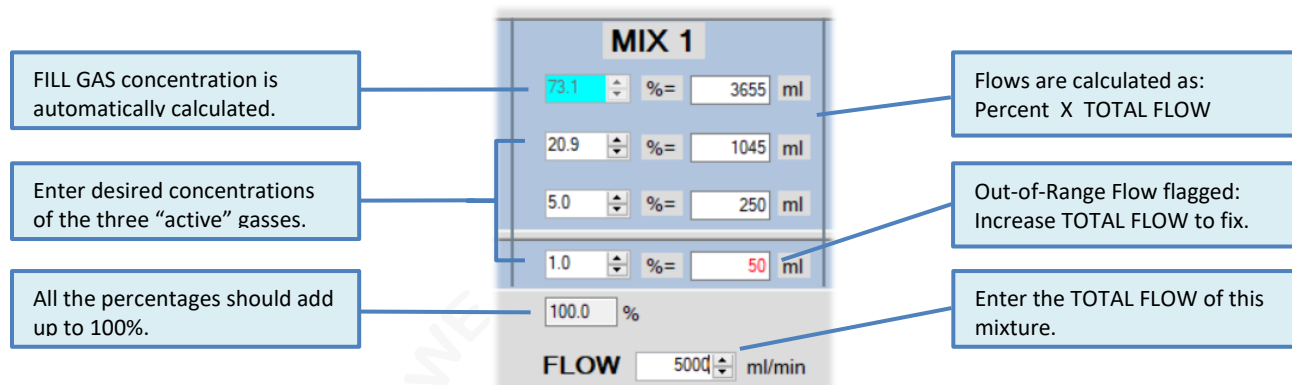 MIX 1
FILL GAS concentration is
automatically calculated.
73.1 %= 3655 ml
Flows are calculated as:
Percent X TOTAL FLOW
20.9 %= 1045 ml
Enter desired concentrations
of the three “active” gasses.
5.0 %= 250 ml
Out-of-Range Flow flagged:
Increase TOTAL FLOW to fix.
1.0 %= 50 ml
All the percentages should add
up to 100%.
100.0 %
Enter the TOTAL FLOW of this
mixture.
FLOW 5000 ml/min